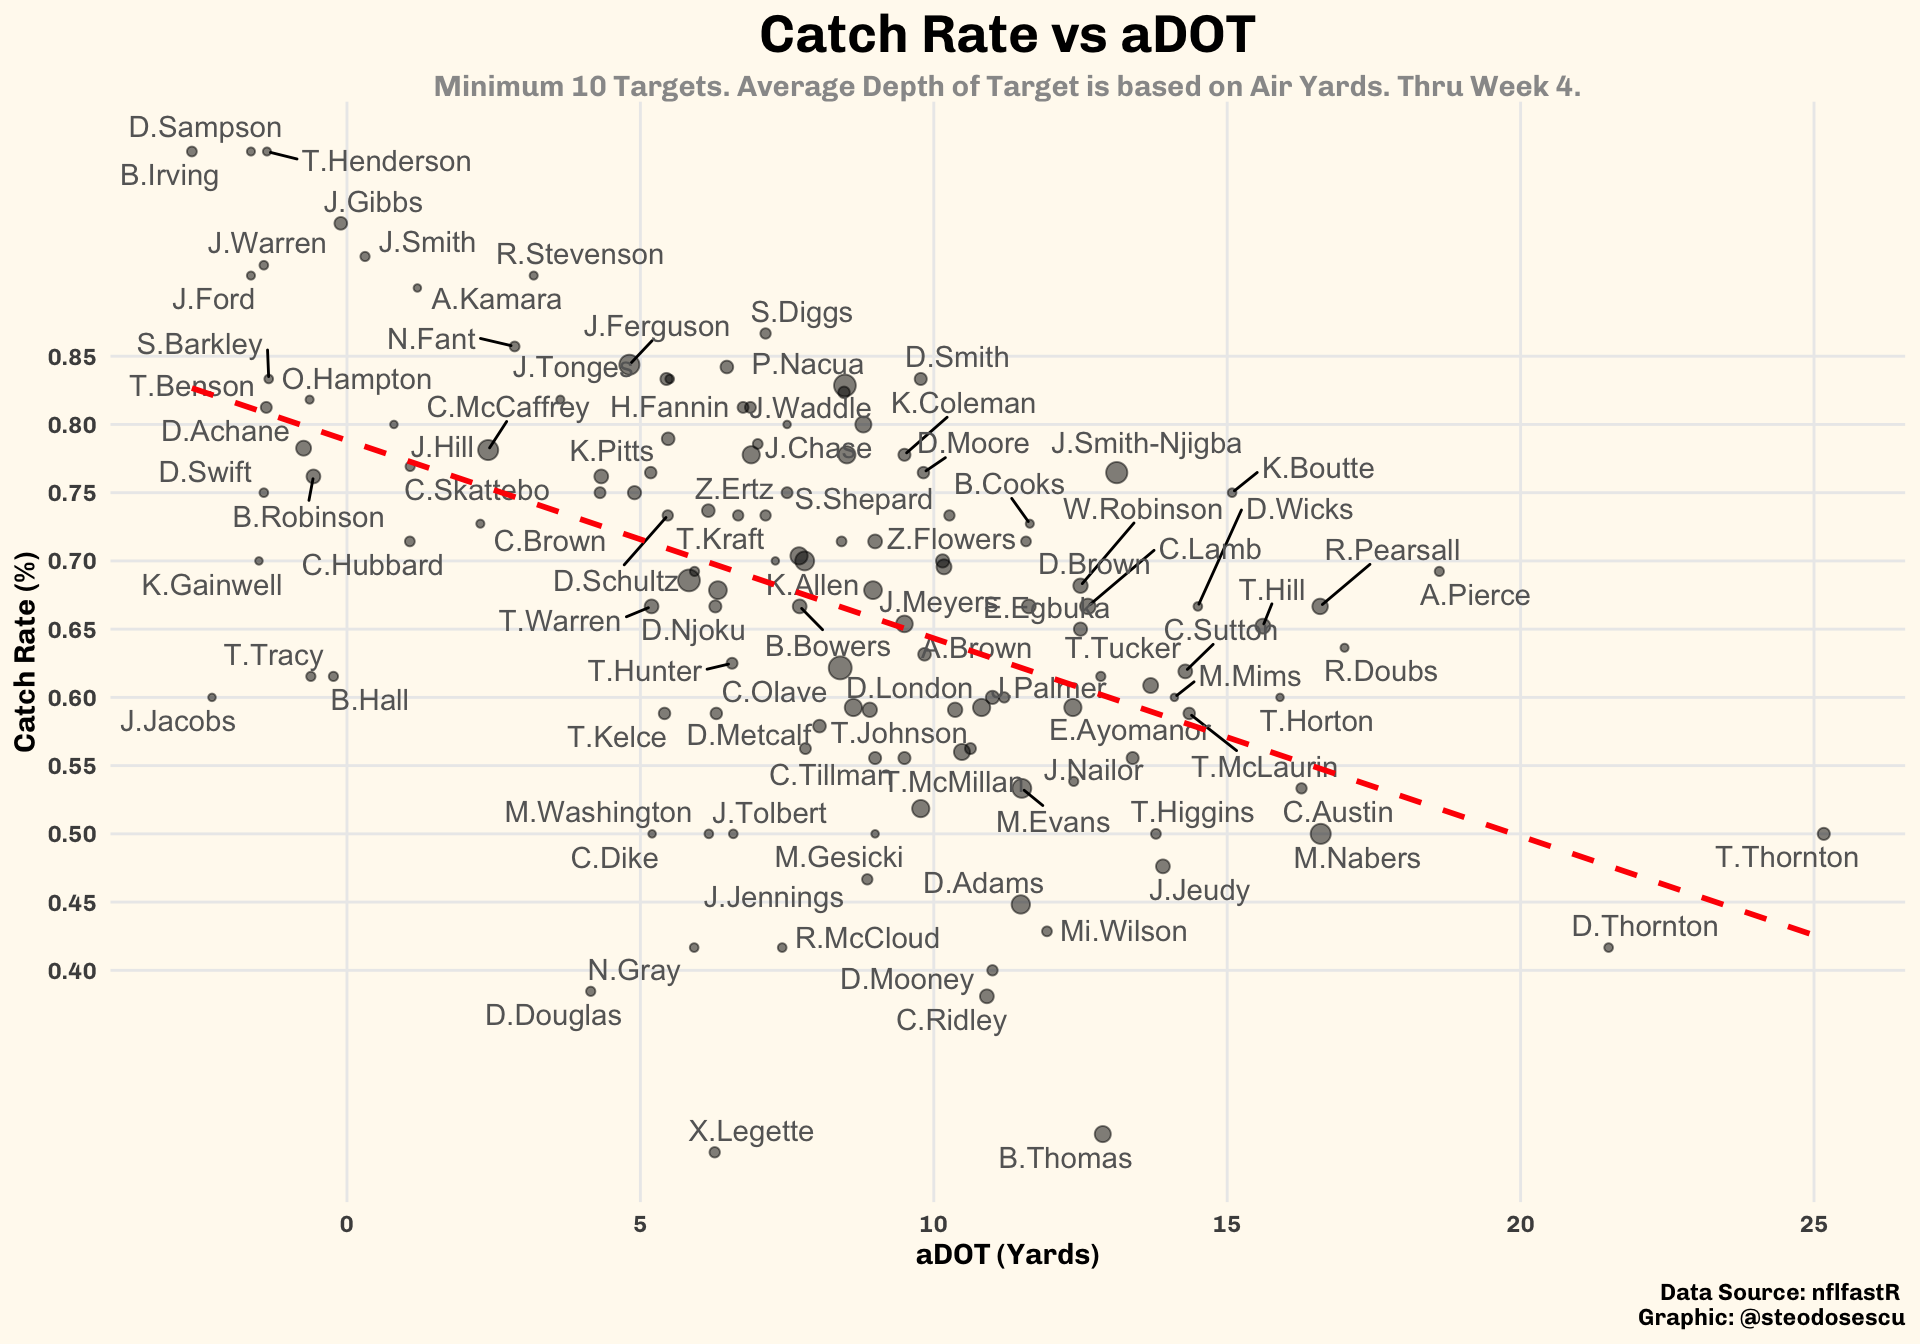 Catch Rate vs aDOT
Minimum 10 Targets. Average Depth of Target is based on Air Yards. Thru Week 4.
D.Sampson
T.Henderson
B.Irving
J.Gibbs
J.Warren
J.Smith
R.Stevenson
J.Ford
A.Kamara
S.Diggs
J.Ferguson
N.Fant
S.Barkley
0.85
D.Smith
P.Nacua
J.Tonges
O.Hampton
T.Benson
K.Coleman
C.McCaffrey
H.Fannin
J.Waddle
0.80
D.Achane
D.Moore
J.Smith-Njigba
J.Hill
K.Pitts
J.Chase
K.Boutte
D.Swift
B.Cooks
C.Skattebo
Z.Ertz
0.75
S.Shepard
W.Robinson
D.Wicks
B.Robinson
C.Brown
T.Kraft
Z.Flowers
C.Lamb
R.Pearsall
0.70
C.Hubbard
D.Brown
D.Schultz
K.Allen
K.Gainwell
T.Hill
A.Pierce
J.Meyers
E.Egbuka
T.Warren
0.65
D.Njoku
C.Sutton
B.Bowers
A.Brown
T.Tucker
T.Tracy
T.Hunter
R.Doubs
M.Mims
C.Olave
D.London
J.Palmer
0.60
B.Hall
J.Jacobs
T.Horton
E.Ayomanor
T.Kelce
D.Metcalf
T.Johnson
0.55
T.McLaurin
J.Nailor
C.Tillman
T.McMillan
M.Washington
J.Tolbert
T.Higgins
C.Austin
M.Evans
0.50
C.Dike
M.Gesicki
M.Nabers
T.Thornton
D.Adams
J.Jeudy
J.Jennings
0.45
D.Thornton
Mi.Wilson
R.McCloud
0.40
N.Gray
D.Mooney
D.Douglas
C.Ridley
X.Legette
B.Thomas
Catch Rate (%)
0
5
10
15
20
25
aDOT (Yards)
Data Source: nflfastR
Graphic: @steodosescu